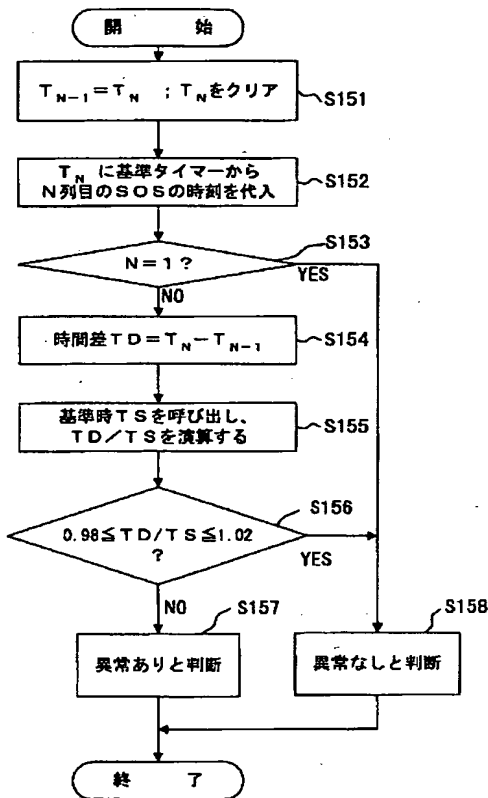 開 始
T_{N-1}=T_N ;T_Nをクリア
S151
T_N に基準タイマーから
N列目のSOSの時刻を代入
S152
S153
N=1?
YES
NO
時間差TD=T_N-T_{N-1}
S154
基準時TSを呼び出し、
TD/TSを演算する
S155
S156
0.98≦TD/TS≦1.02
?
YES
NO
S157
S158
異常ありと判断
異常なしと判断
終 了